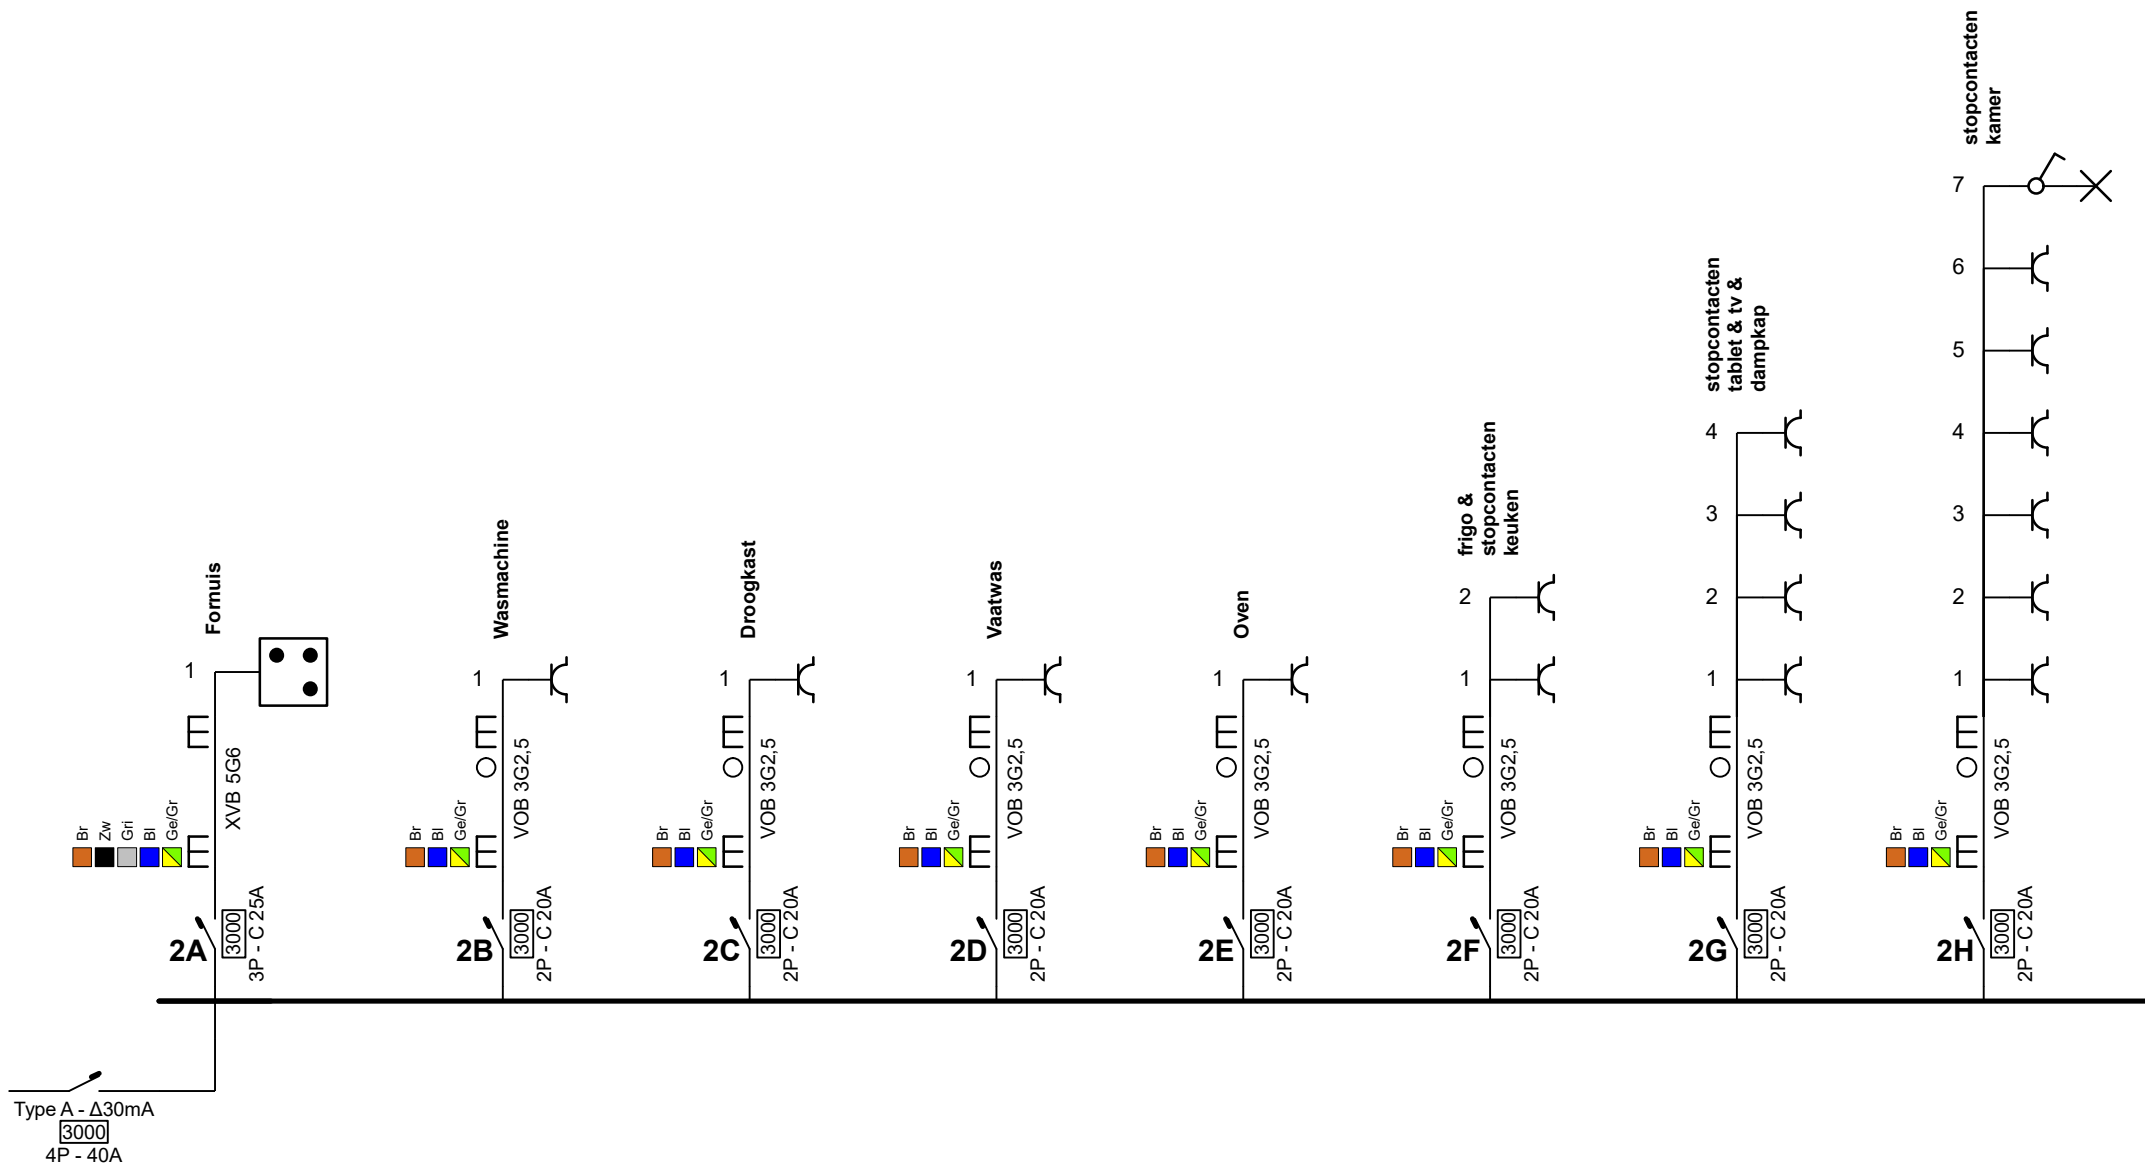 Fornuis
1
XVB 5G6
Br
Zw
Gri
Bl
Ge/Gr
2A
3000
3P - C 25A
Wasmachine
1
VOB 3G2,5
Br
Bl
Ge/Gr
2B
3000
2P - C 20A
Droogkast
1
VOB 3G2,5
Br
Bl
Ge/Gr
2C
3000
2P - C 20A
Vaatwas
1
VOB 3G2,5
Br
Bl
Ge/Gr
2D
3000
2P - C 20A
Oven
1
VOB 3G2,5
Br
Bl
Ge/Gr
2E
3000
2P - C 20A
frigo &
stopcontacten
keuken
2
1
VOB 3G2,5
Br
Bl
Ge/Gr
2F
3000
2P - C 20A
stopcontacten
tablet & tv &
dampkap
4
3
2
1
VOB 3G2,5
Br
Bl
Ge/Gr
2G
3000
2P - C 20A
stopcontacten
kamer
7
6
5
4
3
2
1
VOB 3G2,5
Br
Bl
Ge/Gr
2H
3000
2P - C 20A
Type A - Δ30mA
3000
4P - 40A